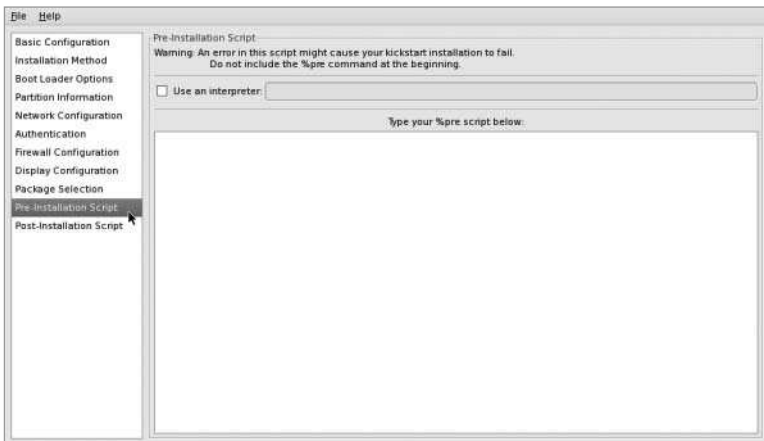 File Help
Basic Configuration
Installation Method
Boot Loader Options
Partition Information
Network Configuration
Authentication
Firewall Configuration
Display Configuration
Package Selection
Pre-Installation Script
Post-Installation Script
Pre-Installation Script
Warning: An error in this script might cause your kickstart installation to fail.
Do not include the %pre command at the beginning.
Use an interpreter:
Type your %pre script below: